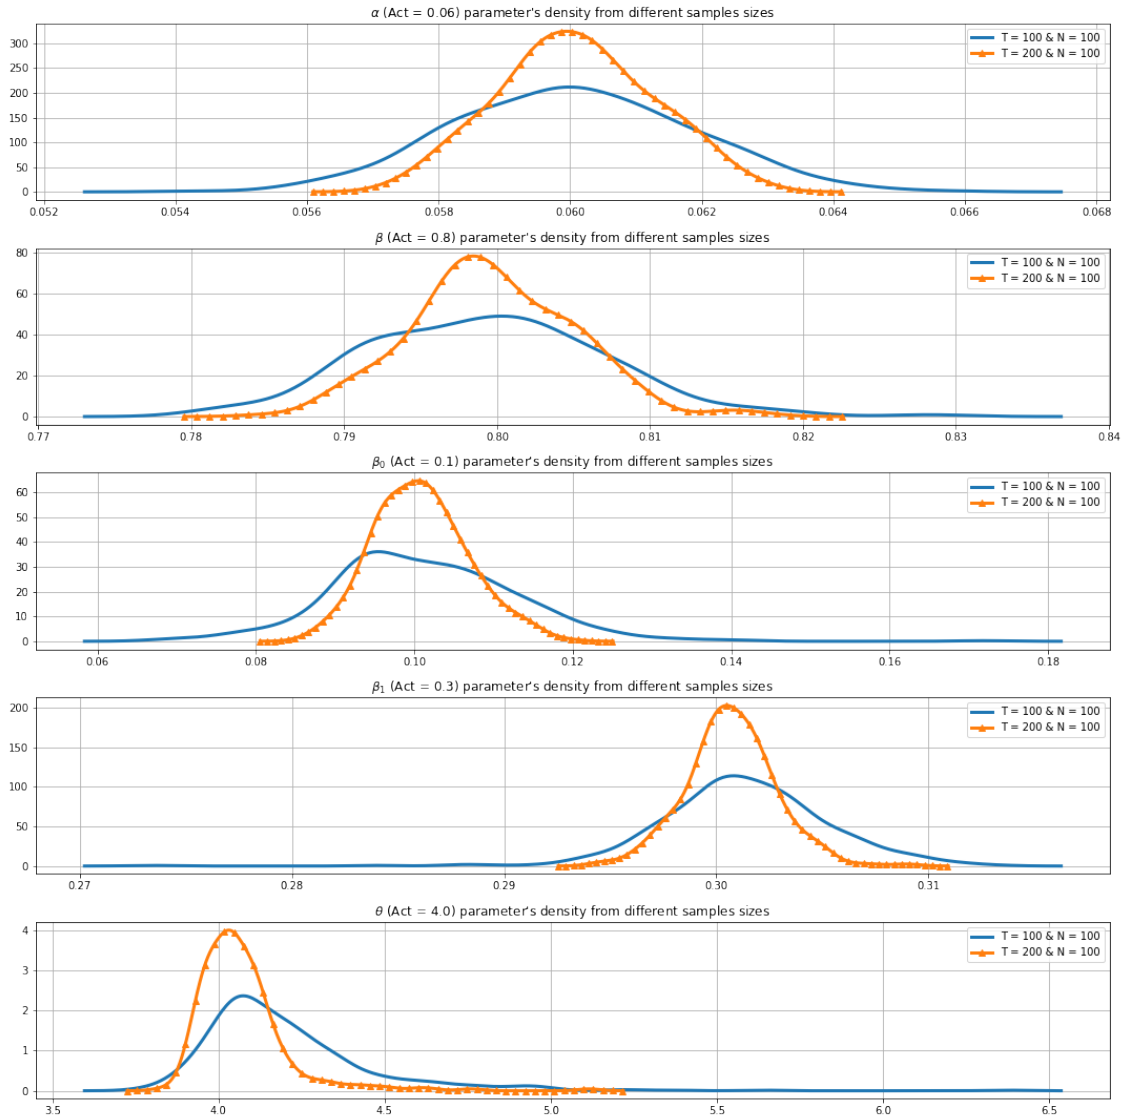 α (Act = 0.06) parameter's density from different samples sizes
T = 100 & N = 100
T = 200 & N = 100
300
250
200
150
100
50
0
0.052 0.054 0.056 0.058 0.060 0.062 0.064 0.066 0.068
β (Act = 0.8) parameter's density from different samples sizes
T = 100 & N = 100
T = 200 & N = 100
80
60
40
20
0
0.77 0.78 0.79 0.80 0.81 0.82 0.83 0.84
β₀ (Act = 0.1) parameter's density from different samples sizes
T = 100 & N = 100
T = 200 & N = 100
60
50
40
30
20
10
0
0.06 0.08 0.10 0.12 0.14 0.16 0.18
β₁ (Act = 0.3) parameter's density from different samples sizes
T = 100 & N = 100
T = 200 & N = 100
200
150
100
50
0
0.27 0.28 0.29 0.30 0.31
θ (Act = 4.0) parameter's density from different samples sizes
T = 100 & N = 100
T = 200 & N = 100
4
3
2
1
0
3.5 4.0 4.5 5.0 5.5 6.0 6.5